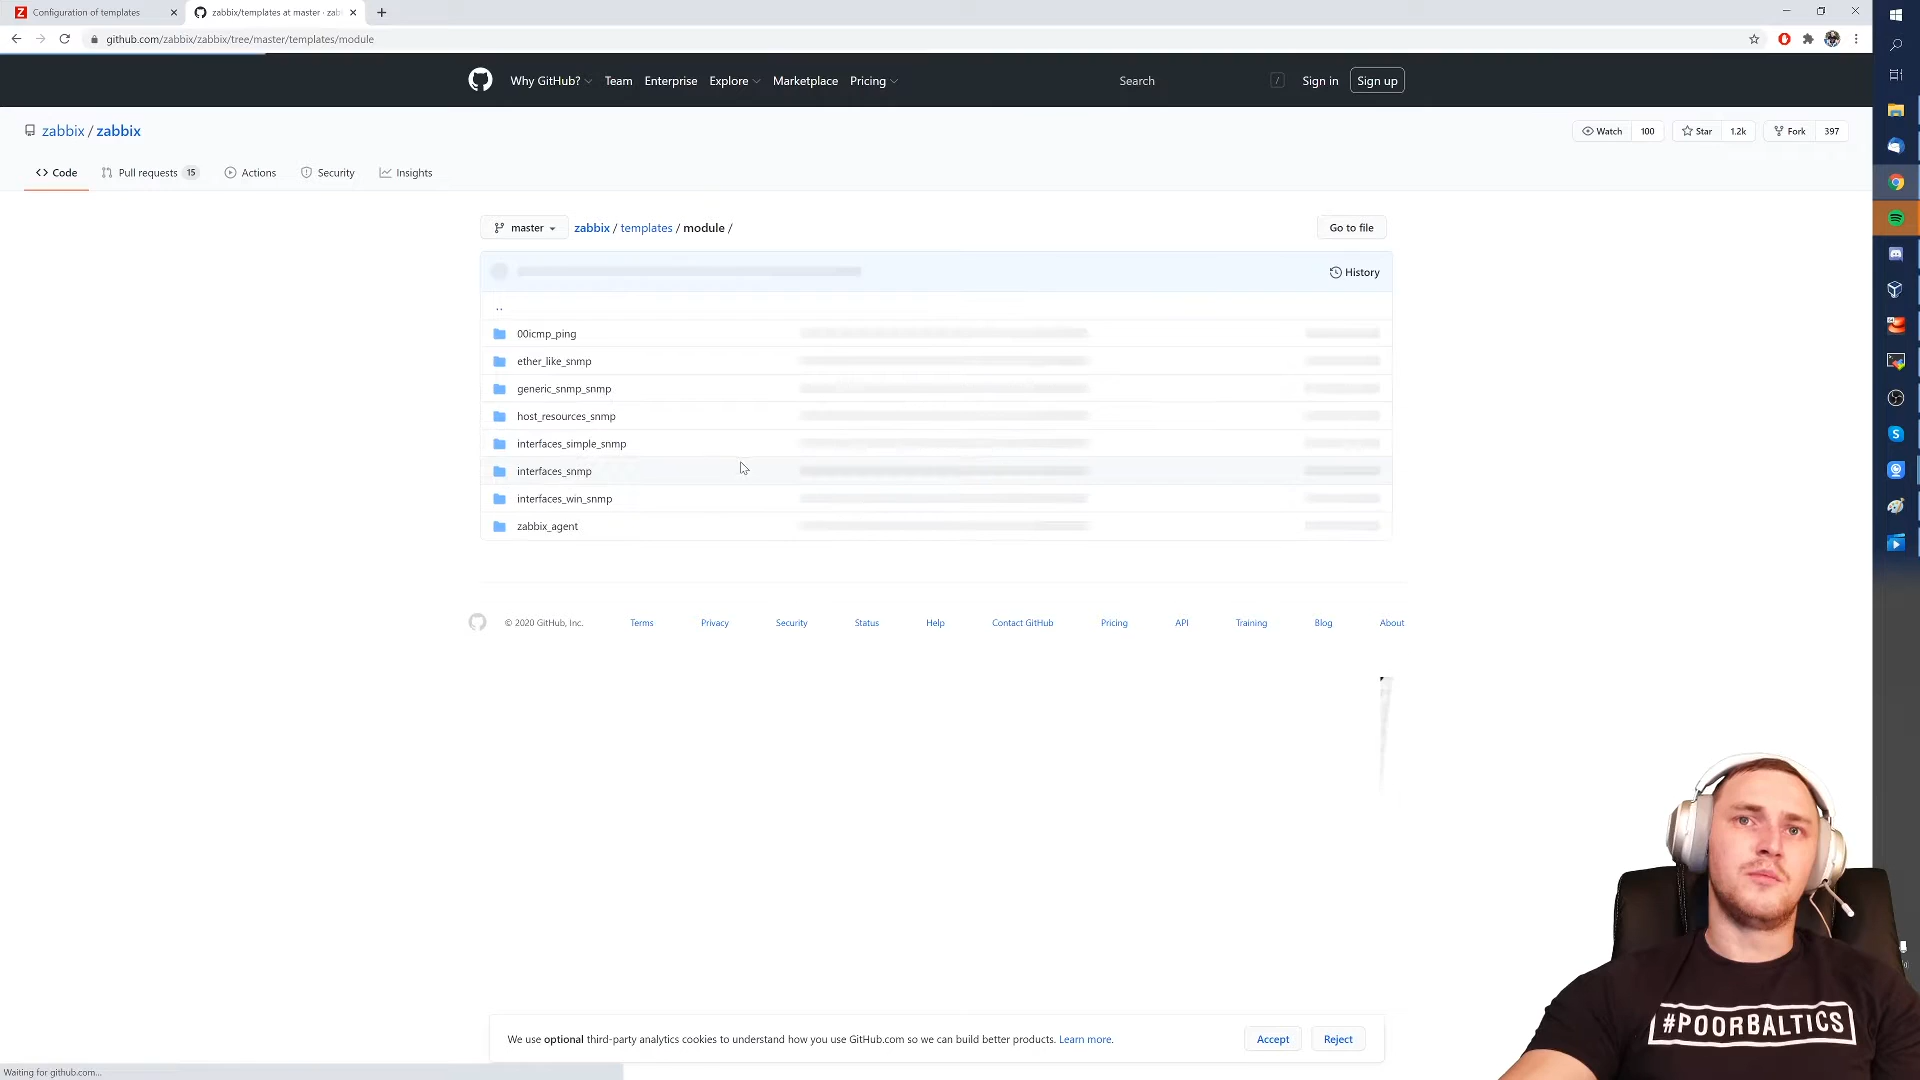 Configuration of templates
zabbix/templates at master · zab
github.com/zabbix/zabbix/tree/master/templates/module
Why GitHub? Team Enterprise Explore Marketplace Pricing Search / Sign in Sign up
zabbix / zabbix Watch 100 Star 1.2k Fork 397
Code Pull requests 15 Actions Security Insights
master zabbix / templates / module / Go to file
History
..
00icmp_ping
ether_like_snmp
generic_snmp_snmp
host_resources_snmp
interfaces_simple_snmp
interfaces_snmp
interfaces_win_snmp
zabbix_agent
© 2020 GitHub, Inc. Terms Privacy Security Status Help Contact GitHub Pricing API Training Blog About
#POORBALTICS
We use optional third-party analytics cookies to understand how you use GitHub.com so we can build better products. Learn more. Accept Reject
Waiting for github.com...